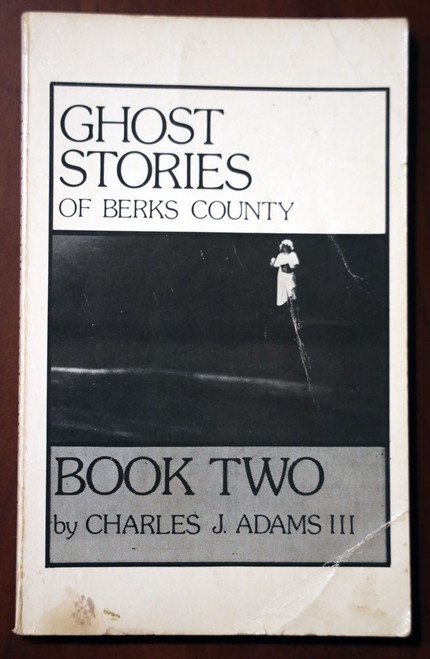 GHOST
STORIES
OF BERKS COUNTY
BOOK TWO
by CHARLES J. ADAMS III